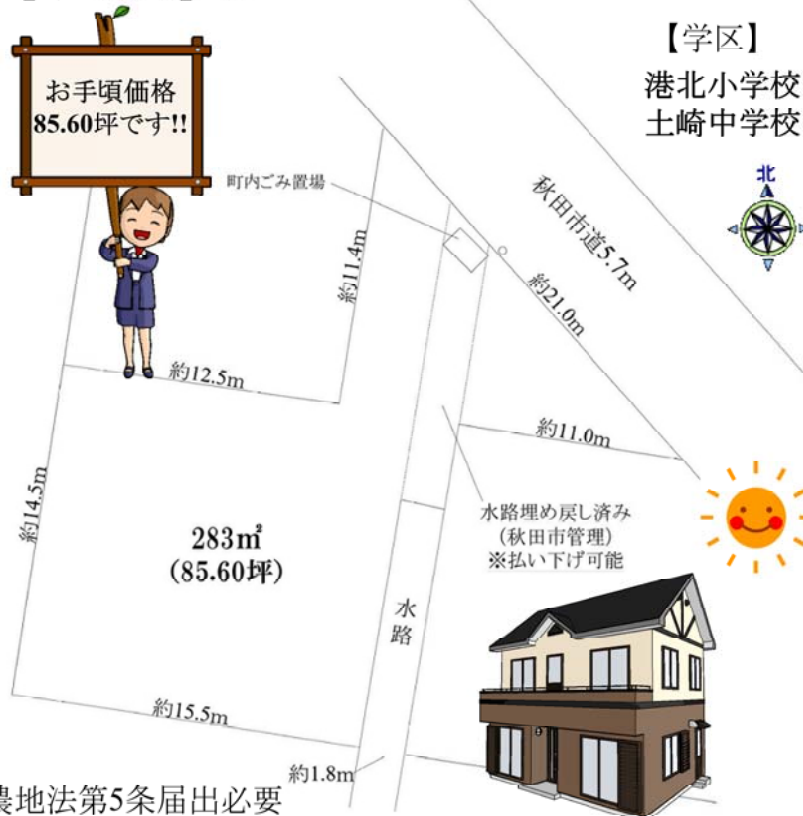 お手頃価格
85.60坪です!!
【学区】
港北小学校
土崎中学校
北
町内ごみ置場
秋田市道5.7m
約11.4m
約21.0m
約12.5m
約11.0m
約14.5m
水路埋め戻し済み
(秋田市管理)
※払い下げ可能
283㎡
(85.60坪)
水路
約15.5m
約1.8m
農地法第5条届出必要